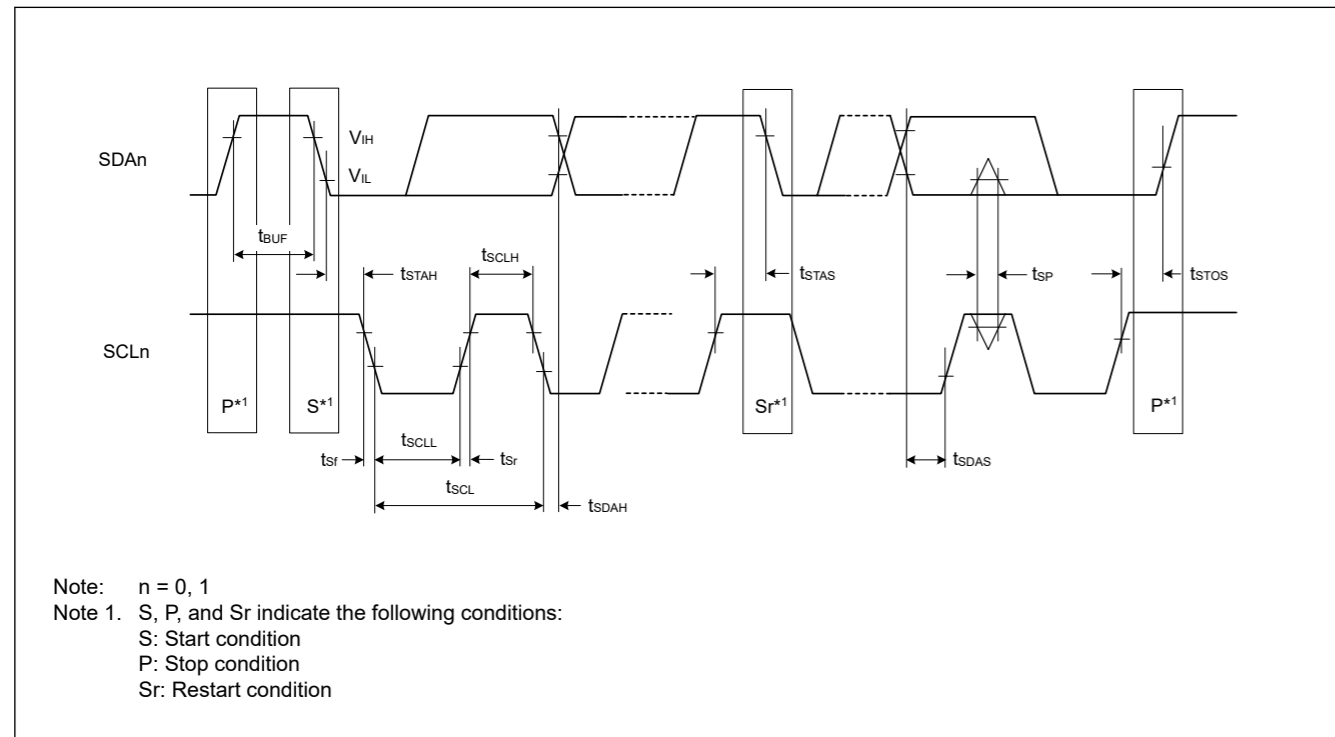 SDAn
VIH
VIL
tBUF
tSTAH
tSCLH
tSTAS
tSP
tSTOS
SCLn
P*1
S*1
Sr*1
P*1
tSCLL
tSf
tSr
tSCL
tSDAH
tSDAS
Note: n = 0, 1
Note 1. S, P, and Sr indicate the following conditions:
S: Start condition
P: Stop condition
Sr: Restart condition